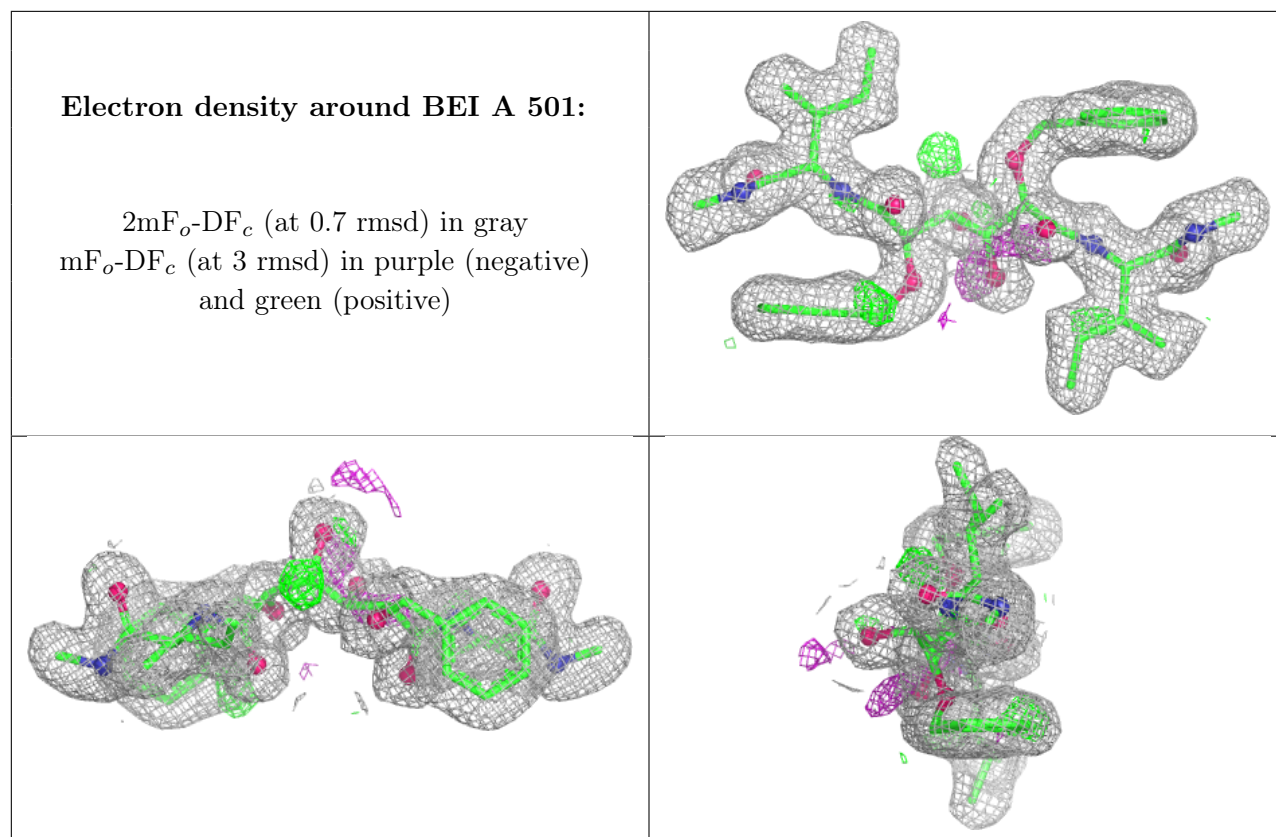 Electron density around BEI A 501:
2mFₒ-DF𝒸 (at 0.7 rmsd) in gray
mFₒ-DF𝒸 (at 3 rmsd) in purple (negative)
and green (positive)